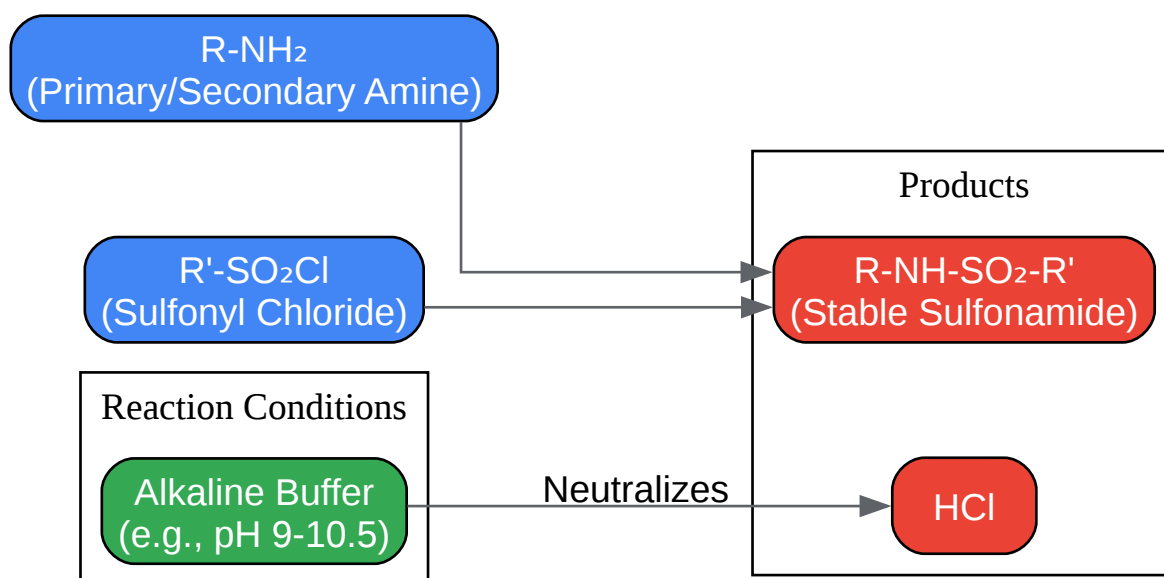 R-NH₂
(Primary/Secondary Amine)
Products
R'-SO₂Cl
(Sulfonyl Chloride)
R-NH-SO₂-R'
(Stable Sulfonamide)
Reaction Conditions
Alkaline Buffer
(e.g., pH 9-10.5)
Neutralizes
HCl